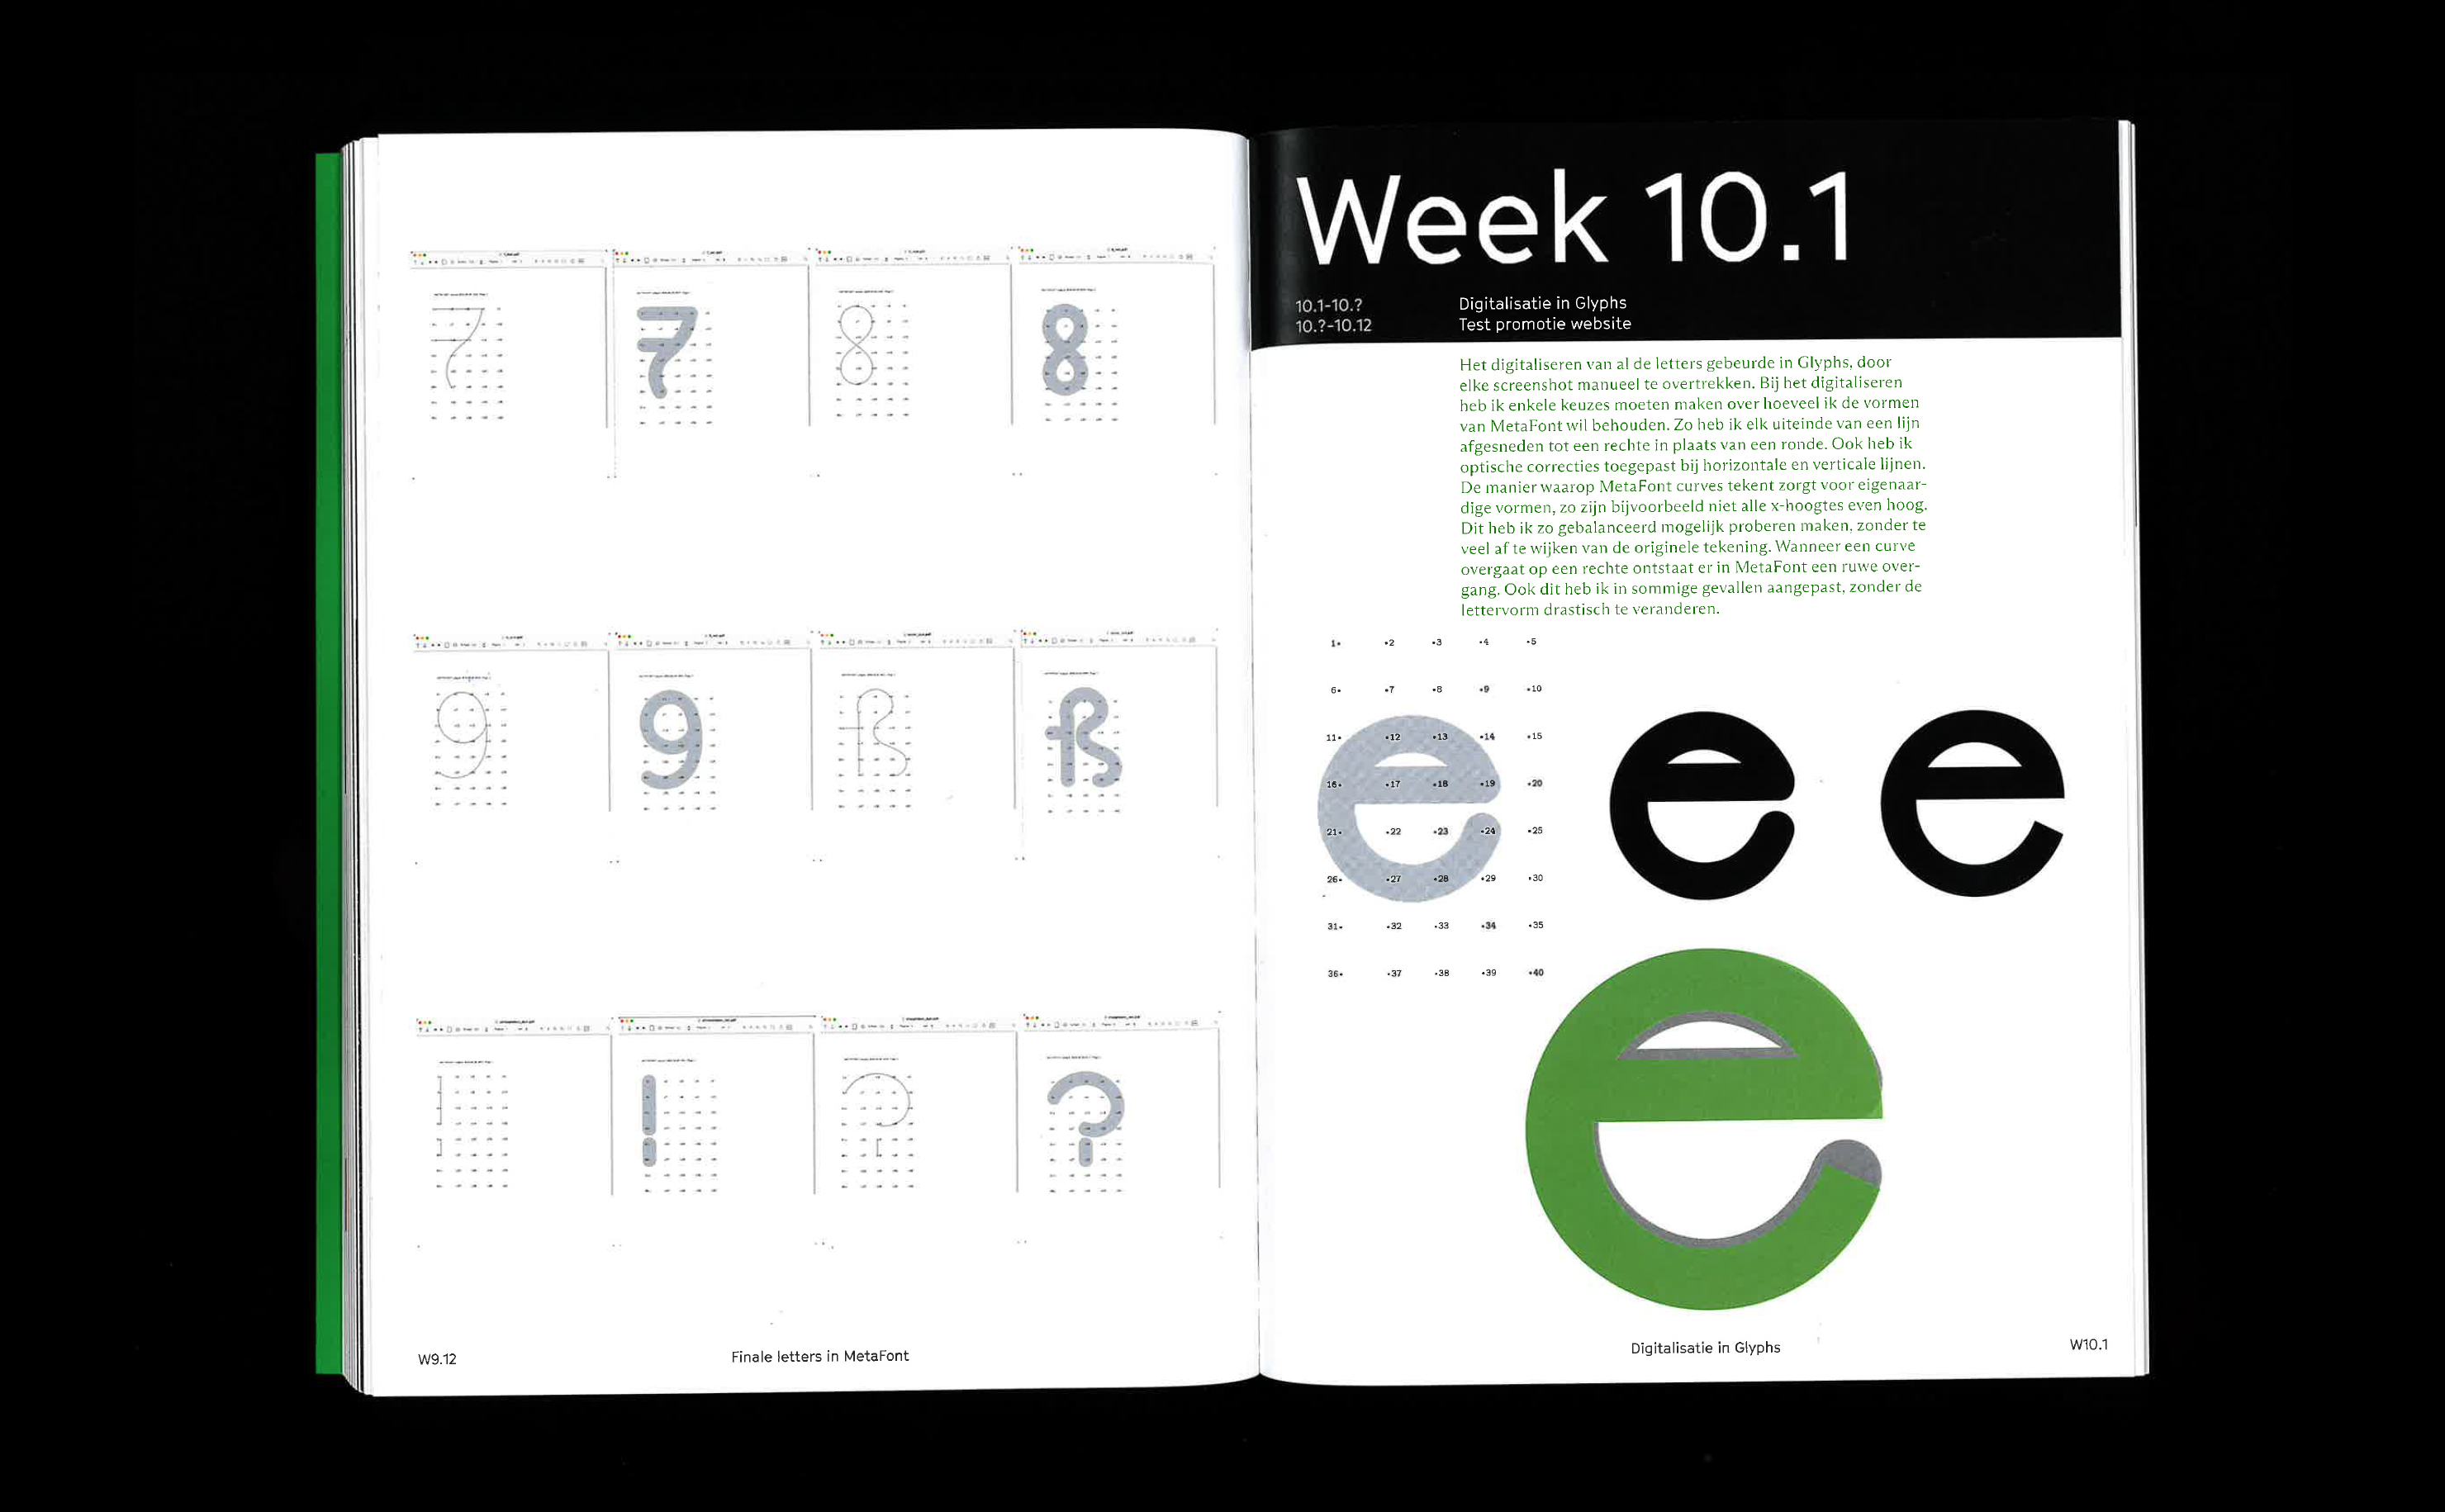 W9.12
Finale letters in MetaFont
Week 10.1
10.1-10.?
Digitalisatie in Glyphs
10.?-10.12
Test promotie website
Het digitaliseren van al de letters gebeurde in Glyphs, door
elke screenshot manueel te overtrekken. Bij het digitaliseren
heb ik enkele keuzes moeten maken over hoeveel ik de vormen
van MetaFont wil behouden. Zo heb ik elk uiteinde van een lijn
afgesneden tot een rechte in plaats van een ronde. Ook heb ik
optische correcties toegepast bij horizontale en verticale lijnen.
De manier waarop MetaFont curves tekent zorgt voor eigenaar-
dige vormen, zo zijn bijvoorbeeld niet alle x-hoogtes even hoog.
Dit heb ik zo gebalanceerd mogelijk proberen maken, zonder te
veel af te wijken van de originele tekening. Wanneer een curve
overgaat op een rechte ontstaat er in MetaFont een ruwe over-
gang. Ook dit heb ik in sommige gevallen aangepast, zonder de
lettervorm drastisch te veranderen.
1 2 3 4 5
6 7 8 9 10
11 12 13 14 15
16 17 18 19 20
21 22 23 24 25
26 27 28 29 30
31 32 33 34 35
36 37 38 39 40
e e e
e
Digitalisatie in Glyphs
W10.1
7 7 8 8
9 9 ß ß
! ! ? ?